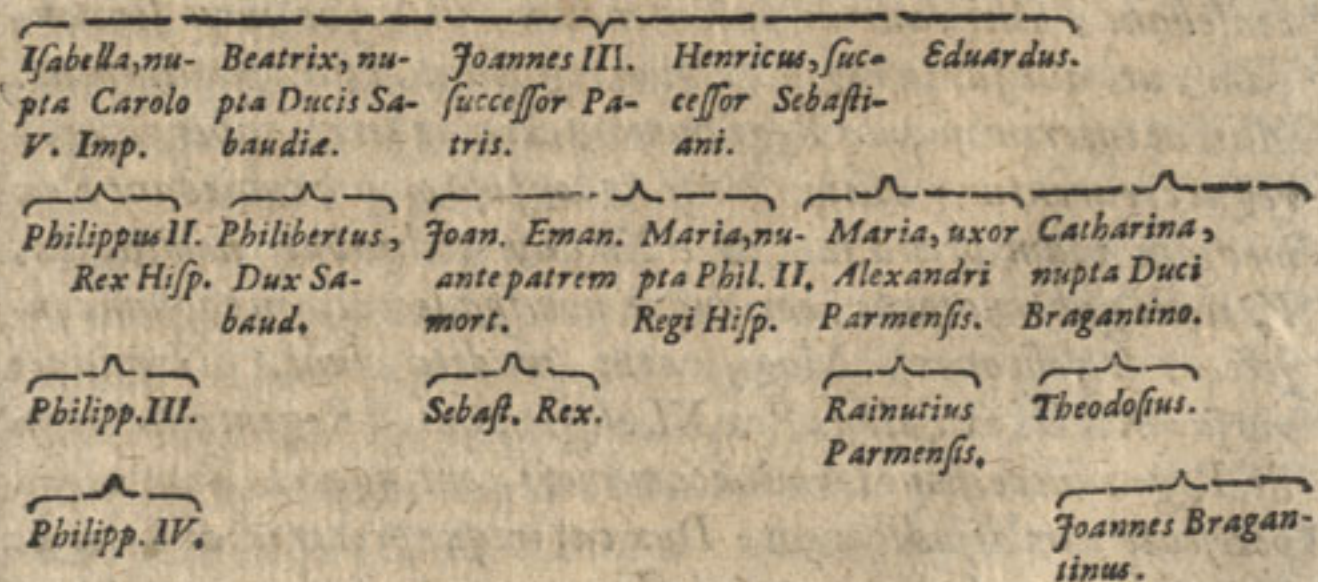 Iſabella, nu-
pta Carolo
V. Imp.
Beatrix, nu-
pta Ducis Sa-
baudiæ.
Joannes III.
ſucceſſor Pa-
tris.
Henricus, ſuc-
ceſſor Sebaſti-
ani.
Eduardus.
Philippus II.
Rex Hiſp.
Philibertus,
Dux Sa-
baud.
Joan. Eman.
ante patrem
mort.
Maria, nu-
pta Phil. II.
Regi Hiſp.
Maria, uxor
Alexandri
Parmenſis.
Catharina,
nupta Duci
Bragantino.
Philipp. III.
Sebaſt. Rex.
Rainutius
Parmenſis.
Theodoſius.
Philipp. IV.
Joannes Bragan-
tinus.